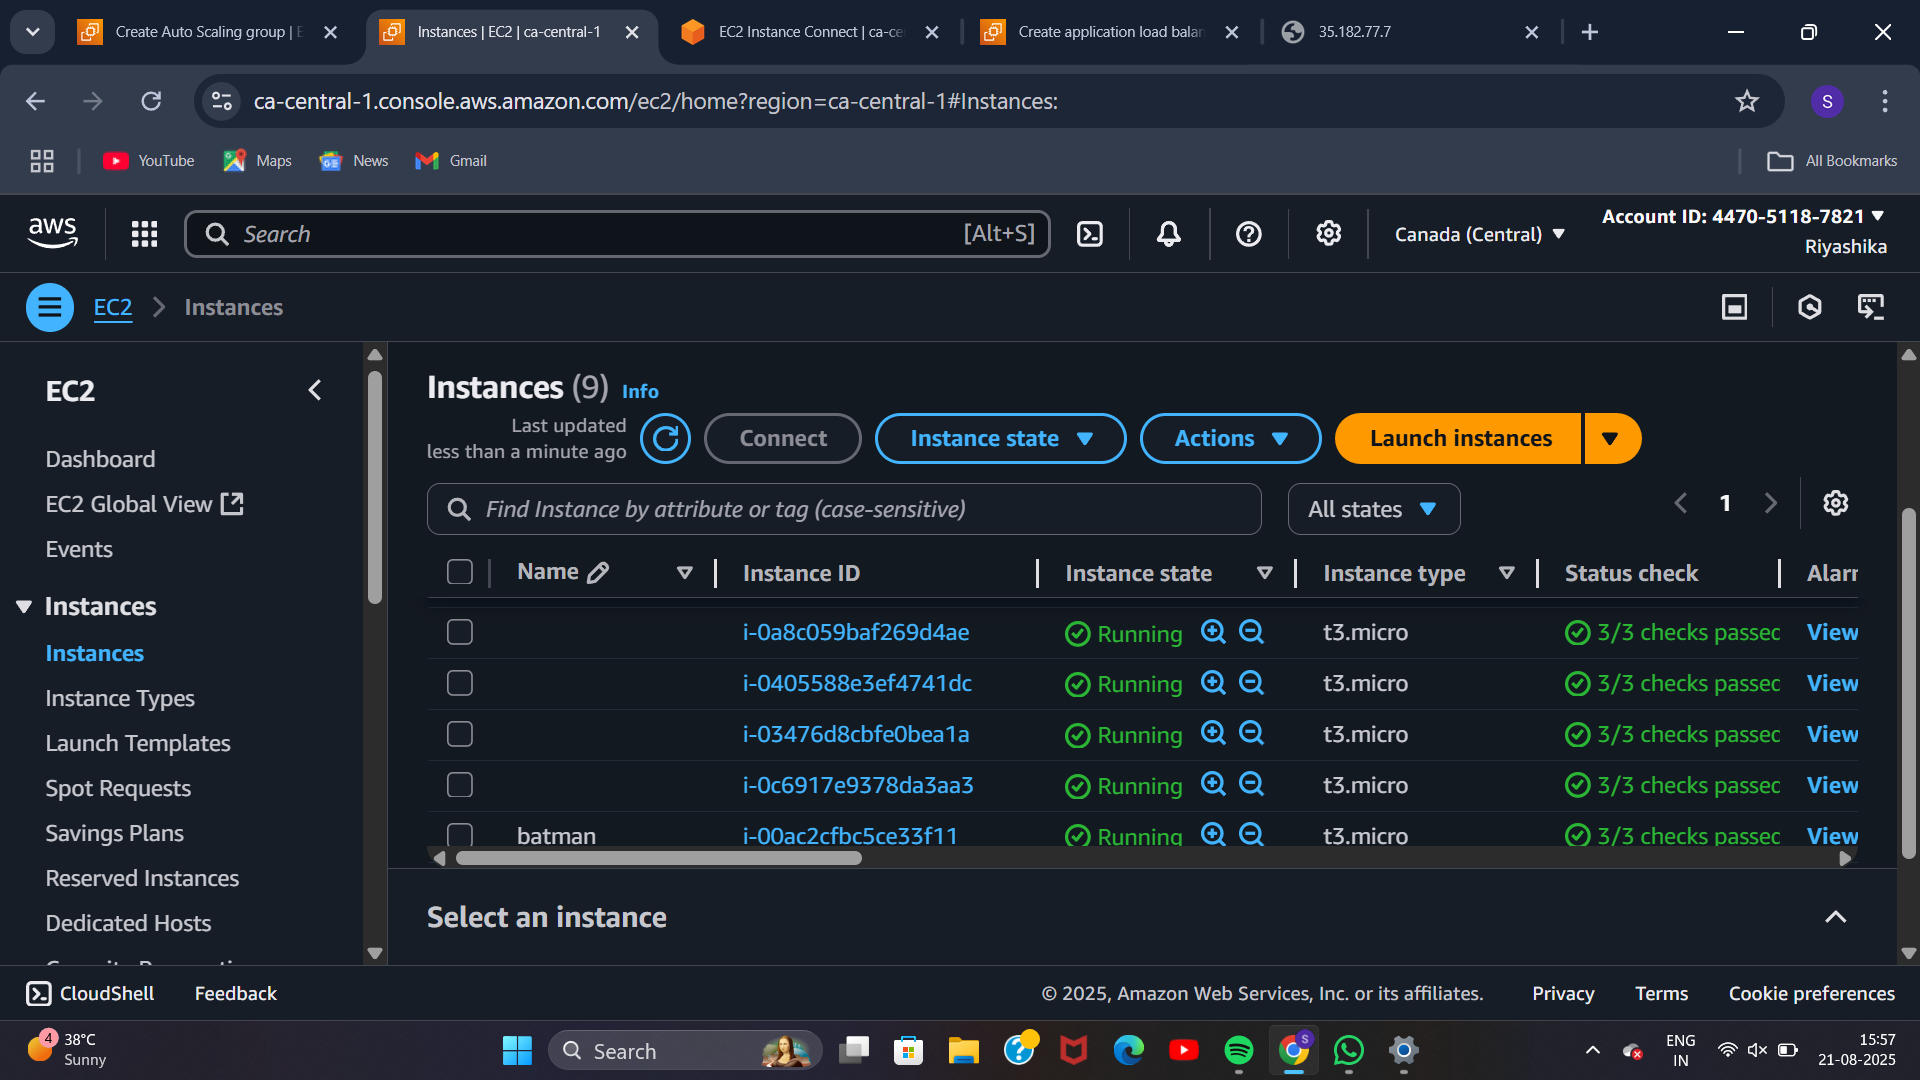 Create Auto Scaling group | E
Instances | EC2 | ca-central-1
EC2 Instance Connect | ca-ce
Create application load balan
35.182.77.7
ca-central-1.console.aws.amazon.com/ec2/home?region=ca-central-1#Instances:
S
YouTube
Maps
News
Gmail
All Bookmarks
aws
Search
[Alt+S]
Canada (Central)
Account ID: 4470-5118-7821
Riyashika
EC2
Instances
EC2
Dashboard
EC2 Global View
Events
Instances
Instances
Instance Types
Launch Templates
Spot Requests
Savings Plans
Reserved Instances
Dedicated Hosts
Instances (9) Info
Last updated
less than a minute ago
Connect
Instance state
Actions
Launch instances
Find Instance by attribute or tag (case-sensitive)
All states
1
Name Instance ID Instance state Instance type Status check Alarr
i-0a8c059baf269d4ae Running t3.micro 3/3 checks passed View
i-0405588e3ef4741dc Running t3.micro 3/3 checks passed View
i-03476d8cbfe0bea1a Running t3.micro 3/3 checks passed View
i-0c6917e9378da3aa3 Running t3.micro 3/3 checks passed View
batman i-00ac2cfbc5ce33f11 Running t3.micro 3/3 checks passed View
Select an instance
CloudShell
Feedback
© 2025, Amazon Web Services, Inc. or its affiliates.
Privacy
Terms
Cookie preferences
4
38°C
Sunny
Search
S
ENG
IN
15:57
21-08-2025